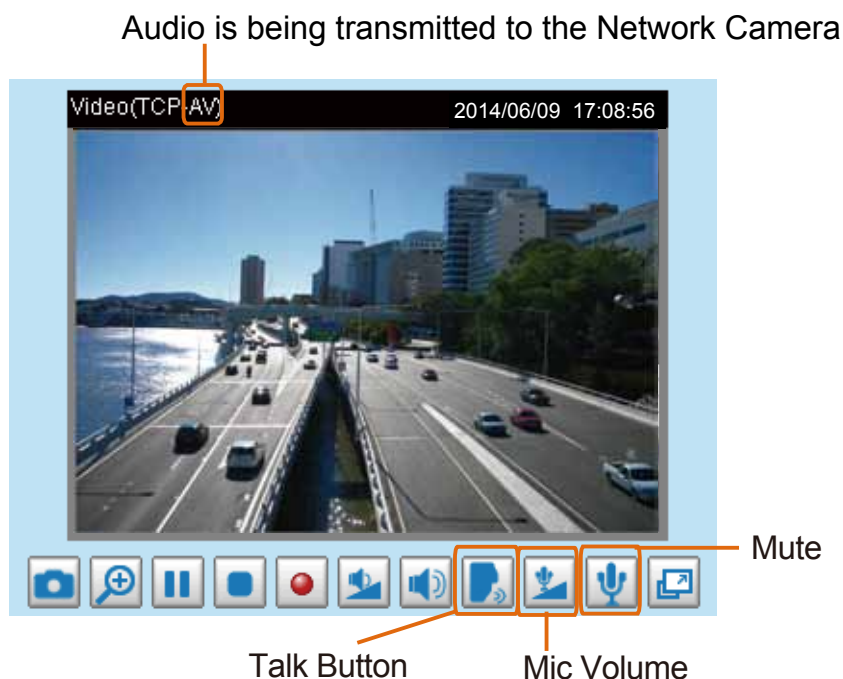 Audio is being transmitted to the Network Camera
Video(TCP-AV) 2014/06/09 17:08:56
Mute
Talk Button Mic Volume